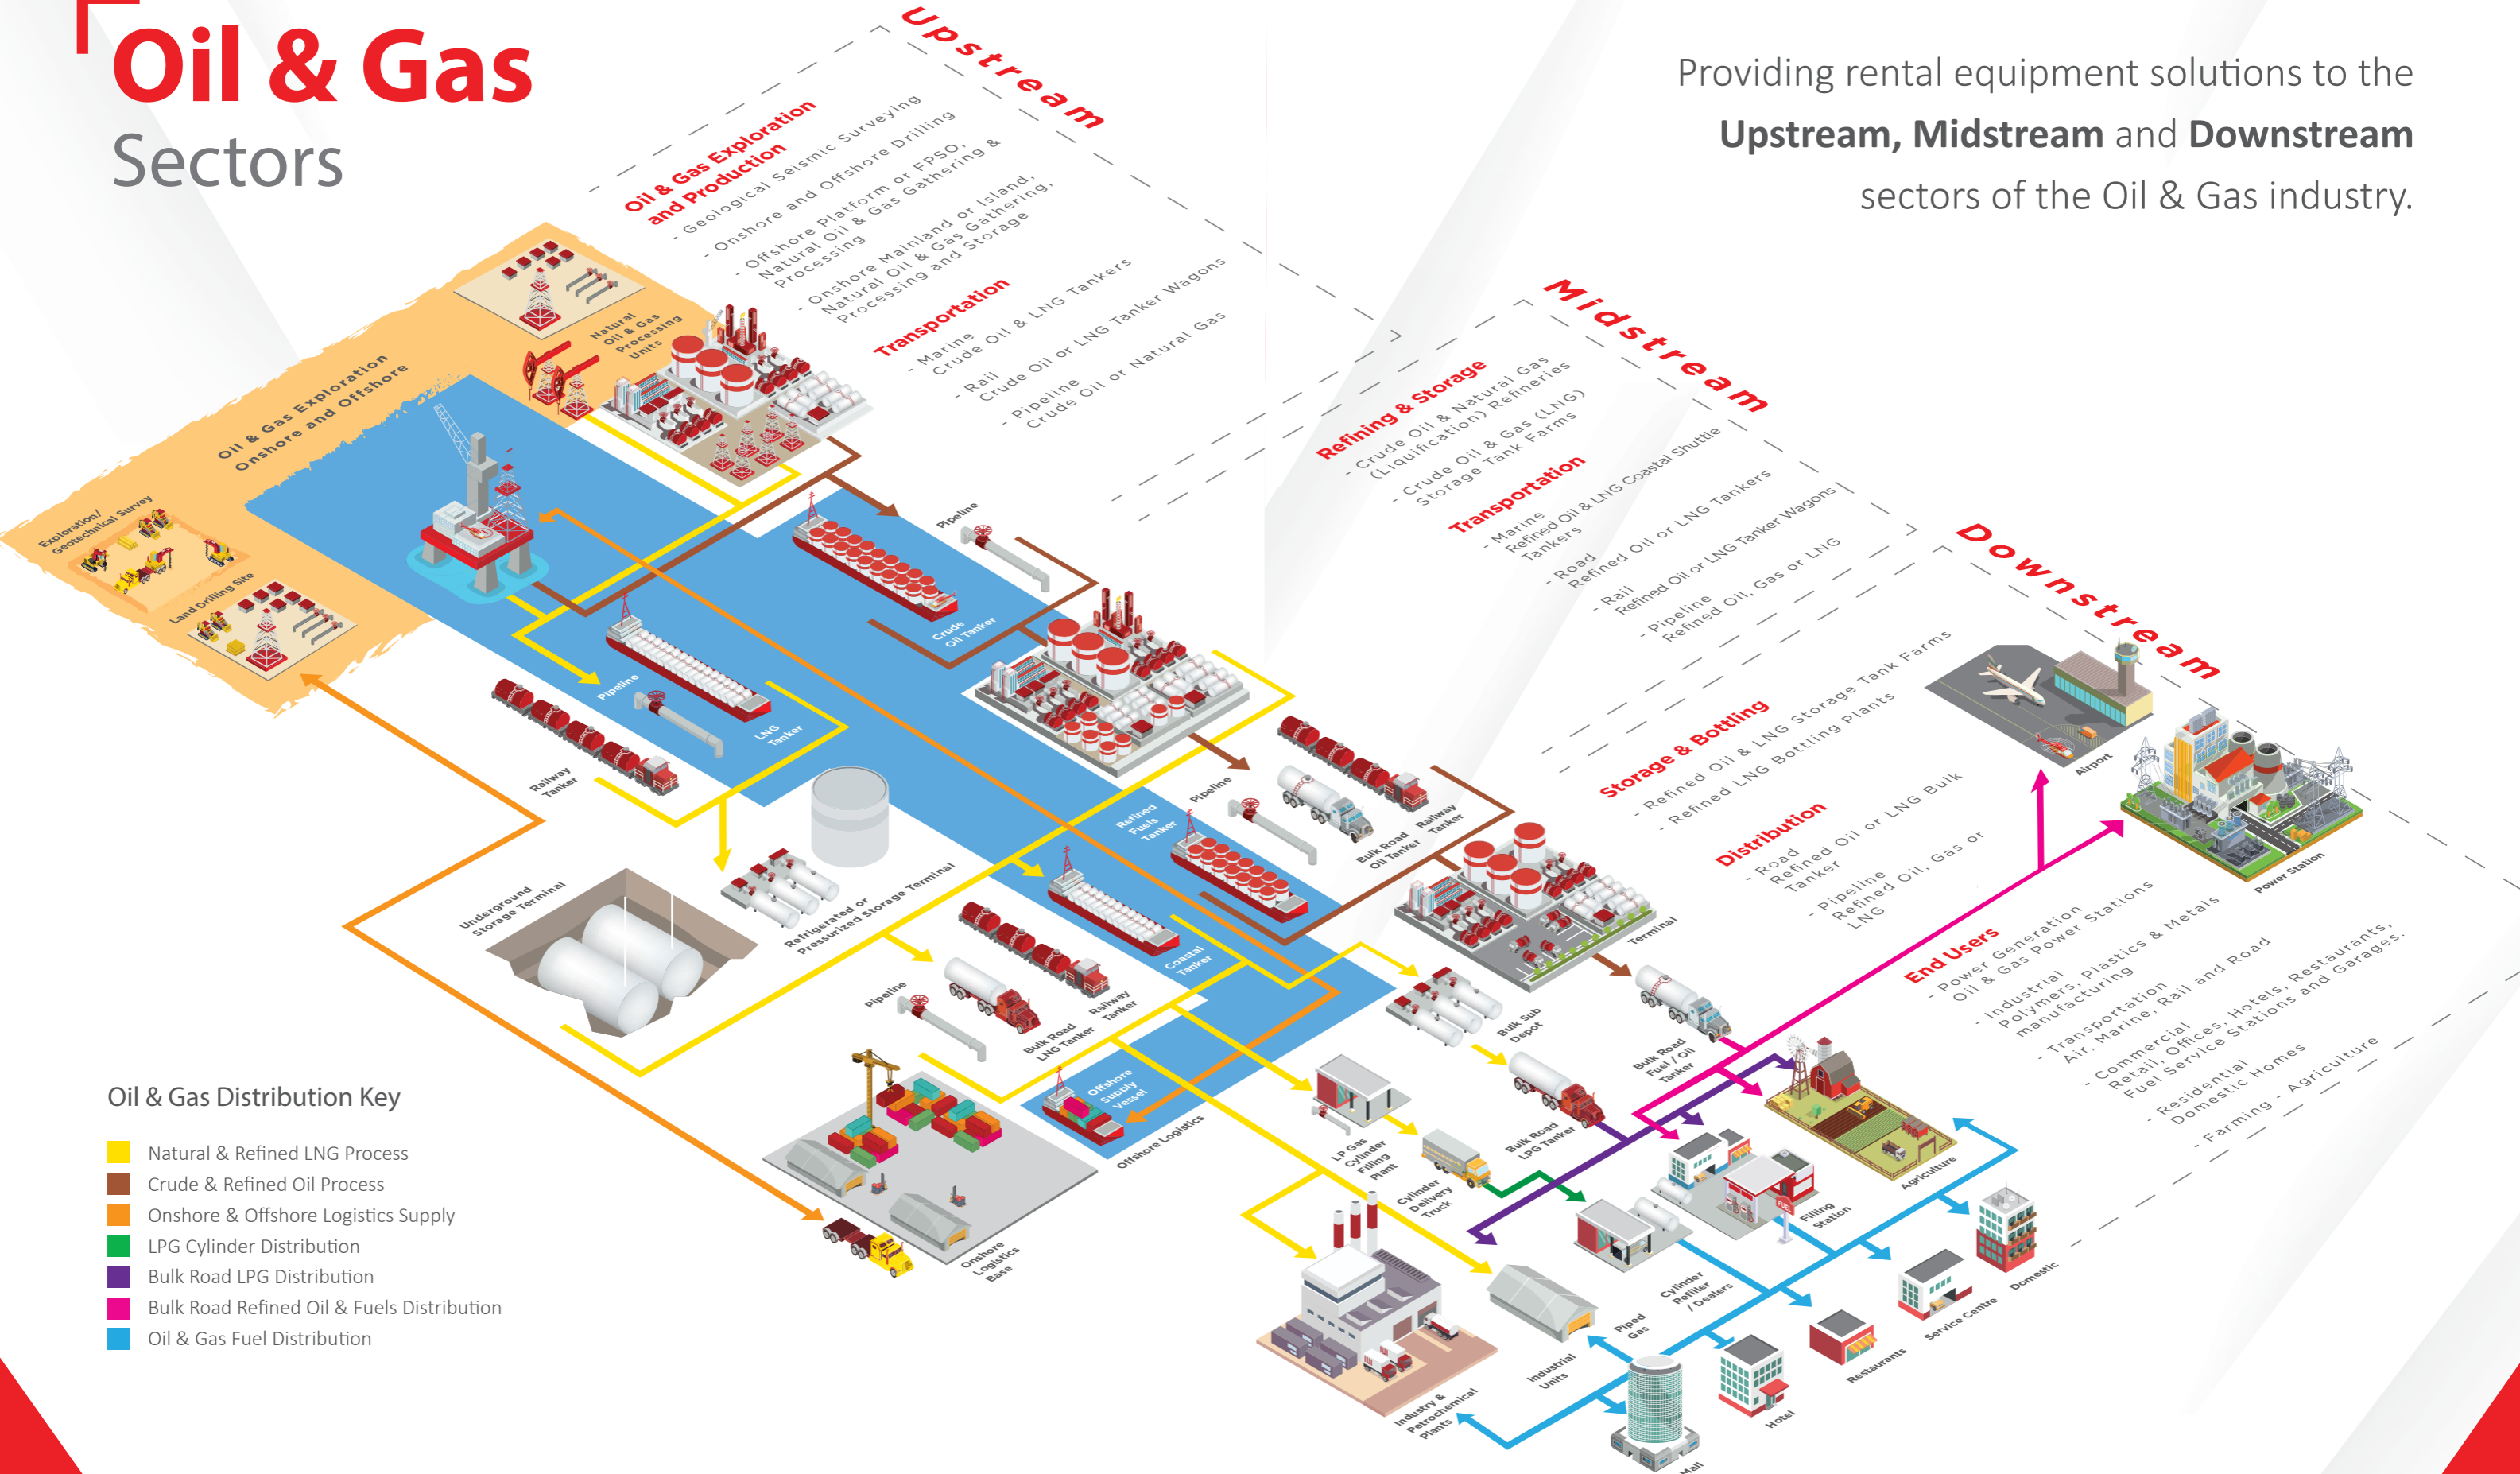 Oil & Gas
Sectors
Providing rental equipment solutions to the
Upstream, Midstream and Downstream
sectors of the Oil & Gas industry.
Upstream
Oil & Gas Exploration
and Production
- Geological Seismic Surveying
- Onshore and Offshore Drilling
- Offshore Platform or FPSO,
Natural Oil & Gas Gathering &
Processing
- Onshore Mainland or Island,
Natural Oil & Gas Gathering,
Processing and Storage
Transportation
- Marine
Crude Oil & LNG Tankers
- Rail
Crude Oil or LNG Tanker Wagons
- Pipeline
Crude Oil or Natural Gas
Midstream
Refining & Storage
- Crude Oil & Natural Gas
(Liquification) Refineries
- Crude Oil & Gas (LNG)
Storage Tank Farms
Transportation
- Marine
Refined Oil & LNG Coastal Shuttle
Tankers
- Road
Refined Oil or LNG Tankers
- Rail
Refined Oil or LNG Tanker Wagons
- Pipeline
Refined Oil, Gas or LNG
Downstream
Storage & Bottling
- Refined Oil & LNG Storage Tank Farms
- Refined LNG Bottling Plants
Distribution
- Road
Refined Oil or LNG Bulk
Tanker
- Pipeline
Refined Oil, Gas or
LNG
End Users
- Power Generation
Oil & Gas Power Stations
- Industrial
Polymers, Plastics & Metals
manufacturing
- Transportation
Air, Marine, Rail and Road
- Commercial
Retail, Offices, Hotels, Restaurants,
Fuel Service Stations and Garages.
- Residential
Domestic Homes
- Farming - Agriculture
Natural
Oil & Gas
Processing
Units
Oil & Gas Exploration
Onshore and Offshore
Exploration/
Geotechnical Survey
Land Drilling Site
Pipeline
Crude
Oil Tanker
Pipeline
LNG
Tanker
Railway
Tanker
Underground
Storage Terminal
Refrigerated or
Pressurized Storage Terminal
Pipeline
Refined
Fuels
Tanker
Railway
Tanker
Bulk Road
Oil Tanker
Coastal
Tanker
Terminal
Pipeline
Railway
Tanker
Bulk Road
LNG Tanker
Bulk Sub
Depot
Bulk Road
Fuel / Oil
Tanker
Bulk Road
LPG Tanker
Offshore
Supply
Vessel
Offshore Logistics
Onshore
Logistics
Base
LP Gas
Cylinder
Filling
Plant
Cylinder
Delivery
Truck
Airport
Power Station
Agriculture
FUEL
Filling
Station
Cylinder
Refiller
/ Dealers
Piped
Gas
Industrial
Units
Industry &
Petrochemical
Plants
Domestic
Service Centre
Restaurants
Hotel
Mall
Oil & Gas Distribution Key
Natural & Refined LNG Process
Crude & Refined Oil Process
Onshore & Offshore Logistics Supply
LPG Cylinder Distribution
Bulk Road LPG Distribution
Bulk Road Refined Oil & Fuels Distribution
Oil & Gas Fuel Distribution